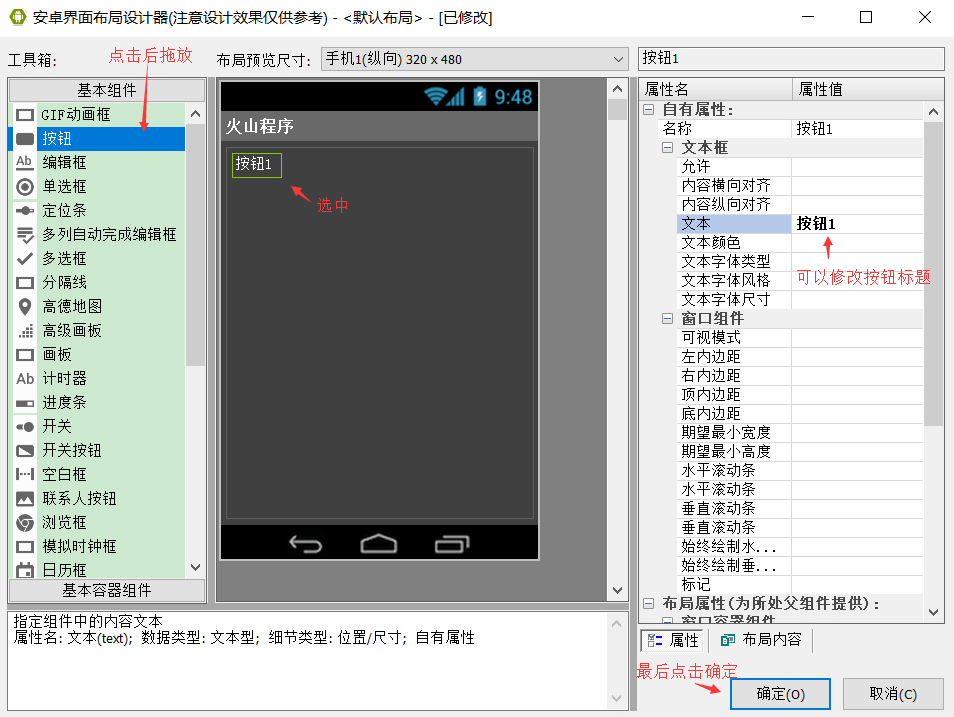 安卓界面布局设计器(注意设计效果仅供参考) - <默认布局> - [已修改]
工具箱:
点击后拖放
布局预览尺寸:
手机1(纵向) 320 x 480
按钮1
基本组件
GIF动画框
按钮
编辑框
单选框
定位条
多列自动完成编辑框
多选框
分隔线
高德地图
高级画板
画板
Ab
计时器
进度条
开关
开关按钮
空白框
联系人按钮
浏览框
模拟时钟框
日历框
基本容器组件
9:48
火山程序
按钮1
选中
属性名
属性值
自有属性:
名称
按钮1
文本框
允许
内容横向对齐
内容纵向对齐
文本
按钮1
文本颜色
文本字体类型
文本字体风格
文本字体尺寸
可以修改按钮标题
窗口组件
可视模式
左内边距
右内边距
顶内边距
底内边距
期望最小宽度
期望最小高度
水平滚动条
水平滚动条
垂直滚动条
垂直滚动条
始终绘制水...
始终绘制垂...
标记
布局属性(为所处父组件提供):
窗口容器组件
指定组件中的内容文本
属性名: 文本(text); 数据类型: 文本型; 细节类型: 位置/尺寸; 自有属性
属性
布局内容
最后点击确定
确定(O)
取消(C)